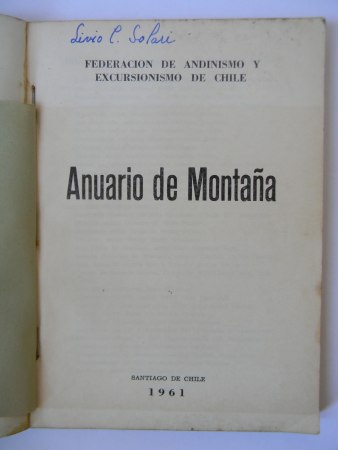 Livio C. Solari
FEDERACION DE ANDINISMO Y
EXCURSIONISMO DE CHILE
Anuario de Montaña
SANTIAGO DE CHILE
1961